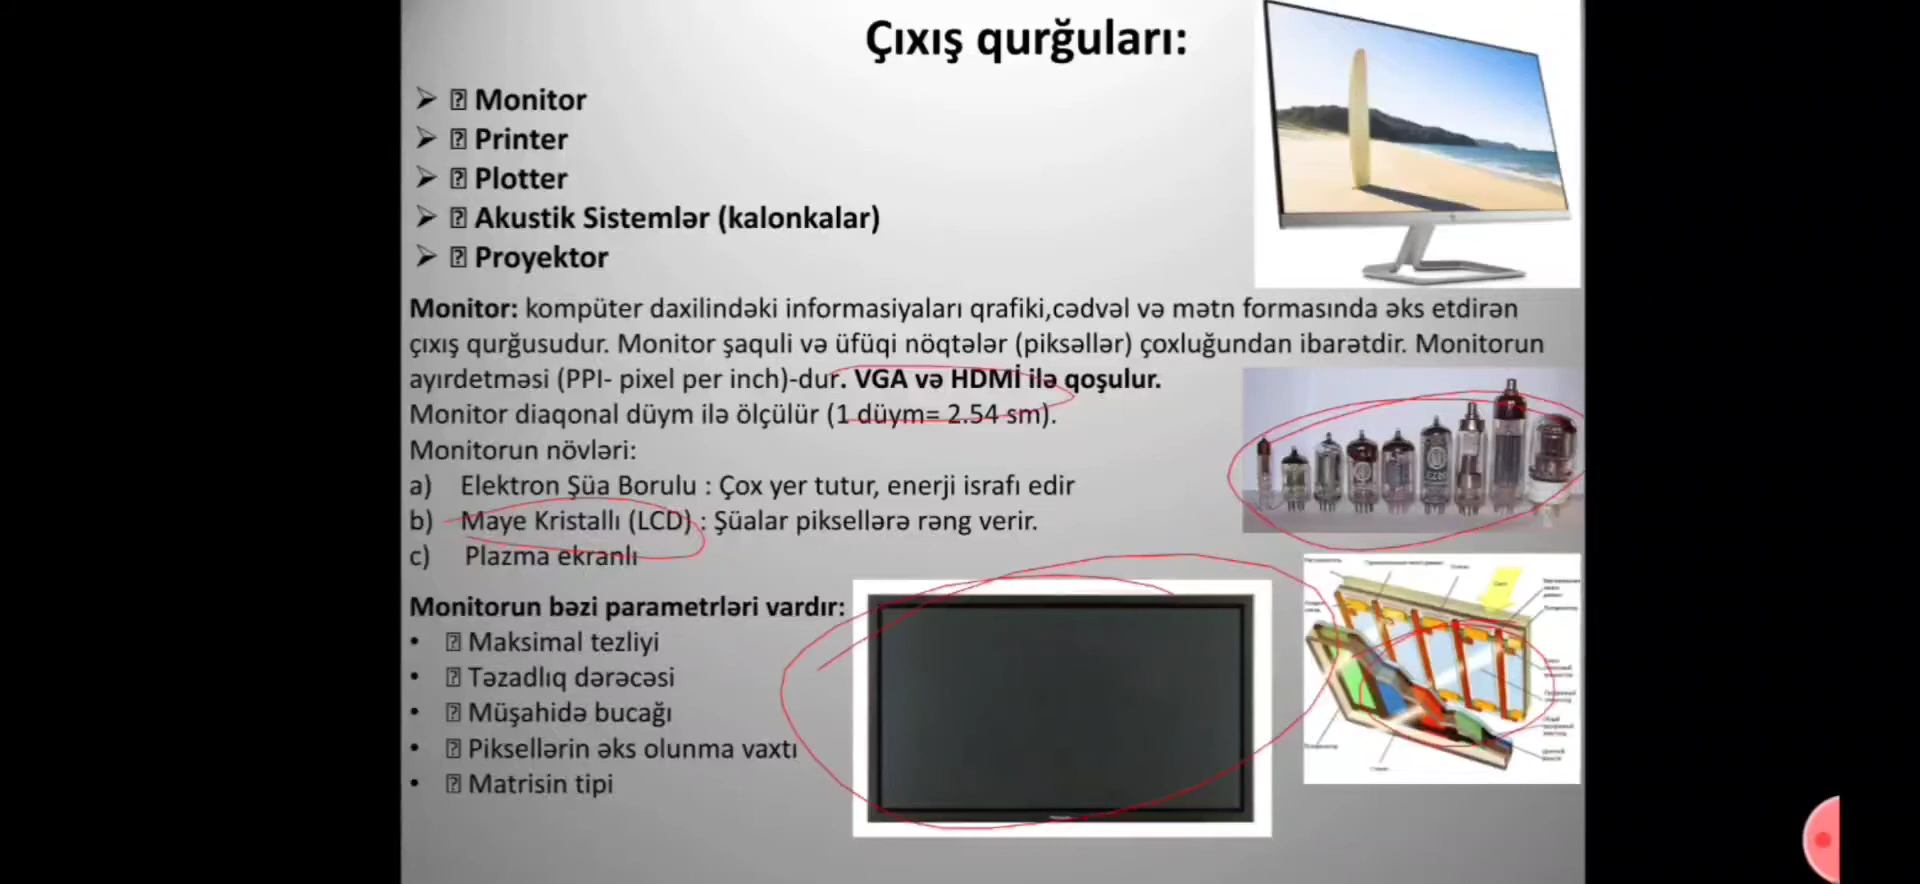 Çıxış qurğuları:
Monitor
Printer
Plotter
Akustik Sistemlər (kalonkalar)
Proyektor
Monitor: kompüter daxilindəki informasiyaları qrafiki,cədvəl və mətn formasında əks etdirən
çıxış qurğusudur. Monitor şaquli və üfüqi nöqtələr (piksəllər) çoxluğundan ibarətdir. Monitorun
ayırdetməsi (PPI- pixel per inch)-dur. VGA və HDMİ ilə qoşulur.
Monitor diaqonal düym ilə ölçülür (1 düym= 2.54 sm).
Monitorun növləri:
a) Elektron Şüa Borulu : Çox yer tutur, enerji israfı edir
b) Maye Kristallı (LCD) : Şüalar piksellərə rəng verir.
c) Plazma ekranlı
Monitorun bəzi parametrləri vardır:
• Maksimal tezliyi
• Təzadlıq dərəcəsi
• Müşahidə bucağı
• Piksellərin əks olunma vaxtı
• Matrisin tipi